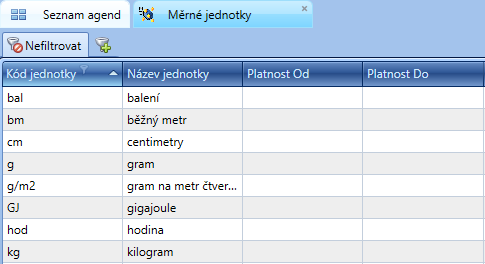 Seznam agend Měrné jednotky
Nefiltrovat
Kód jednotky Název jednotky Platnost Od Platnost Do
bal balení
bm běžný metr
cm centimetry
g gram
g/m2 gram na metr čtver...
GJ gigajoule
hod hodina
kg kilogram